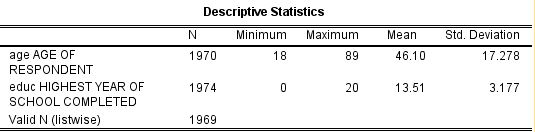 Descriptive Statistics
N Minimum Maximum Mean Std. Deviation
age AGE OF RESPONDENT 1970 18 89 46.10 17.278
educ HIGHEST YEAR OF SCHOOL COMPLETED 1974 0 20 13.51 3.177
Valid N (listwise) 1969